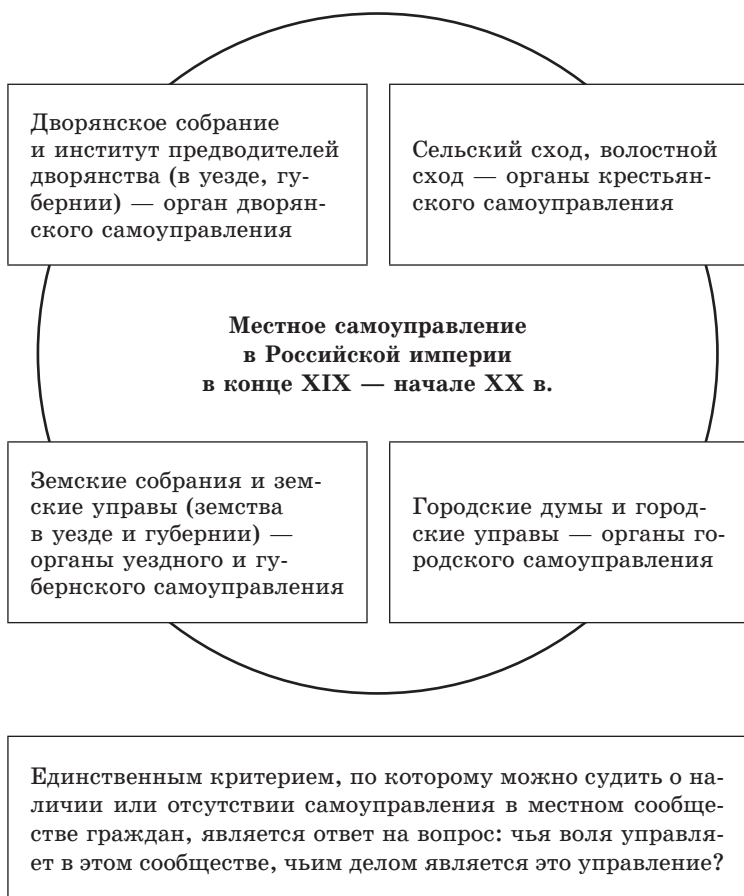 Дворянское собрание
и институт предводителей
дворянства (в уезде, гу-
бернии) — орган дворян-
ского самоуправления
Сельский сход, волостной
сход — органы крестьян-
ского самоуправления
Местное самоуправление
в Российской империи
в конце XIX — начале XX в.
Земские собрания и зем-
ские управы (земства
в уезде и губернии) —
органы уездного и гу-
бернского самоуправления
Городские думы и город-
ские управы — органы го-
родского самоуправления
Единственным критерием, по которому можно судить о на-
личии или отсутствии самоуправления в местном сообще-
стве граждан, является ответ на вопрос: чья воля управля-
ет в этом сообществе, чьим делом является это управление?